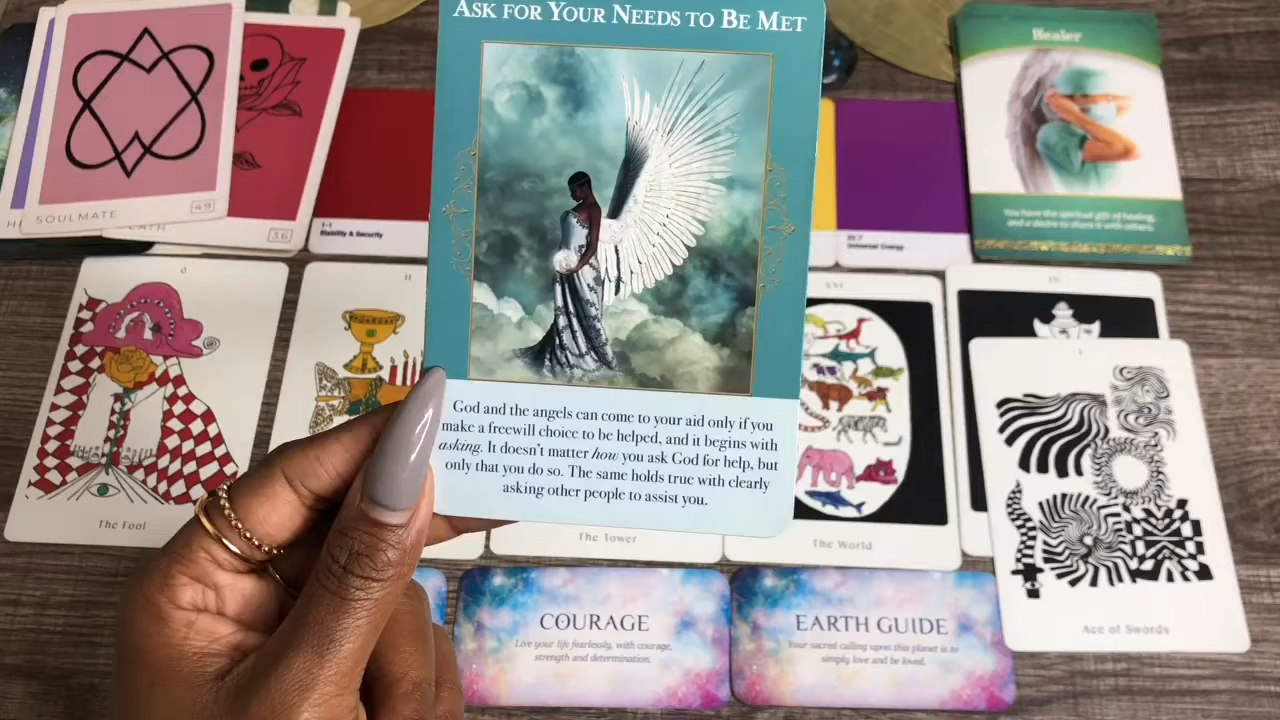 ASK FOR YOUR NEEDS TO BE MET
Healer
You have the spiritual gift of healing,
and a desire to share it with others.
SOULMATE
49
36
1-1
Stability & Security
Universal Energy
0
II
XXI
I
God and the angels can come to your aid only if you
make a freewill choice to be helped, and it begins with
asking. It doesn't matter how you ask God for help, but
only that you do so. The same holds true with clearly
asking other people to assist you.
The Fool
The Tower
The World
Ace of Swords
COURAGE
Live your life fearlessly, with courage,
strength and determination.
EARTH GUIDE
Your sacred calling upon this planet is to
simply love and be loved.